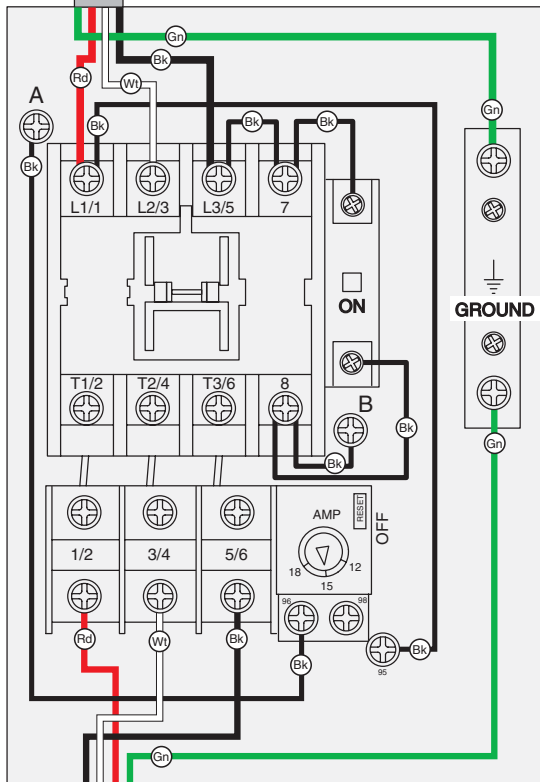 Gn
Rd Bk
Wt
A Bk Bk Bk Gn
Bk
L1/1 L2/3 L3/5 7
ON
GROUND
T1/2 T2/4 T3/6 8
B
Bk
Bk
Gn
AMP RESET OFF
1/2 3/4 5/6
18 15 12
96 98
Rd Wt Bk Bk Bk
95
Gn